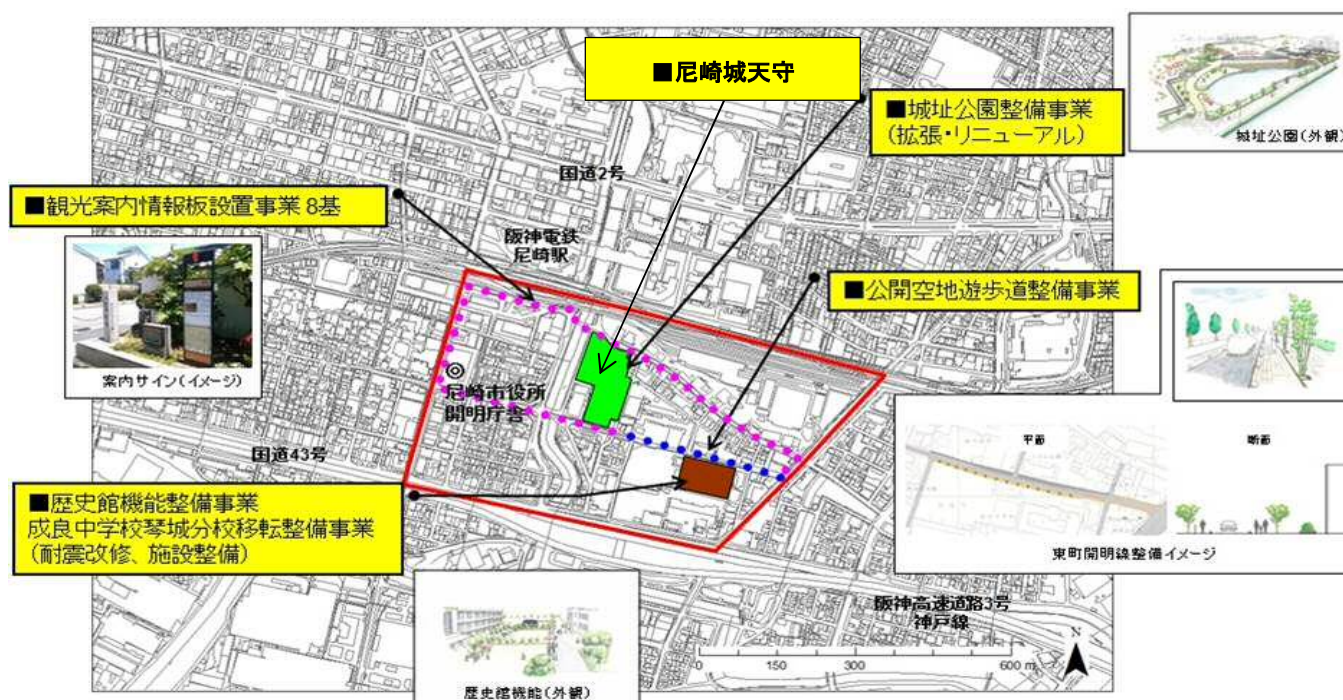 ■尼崎城天守
■城址公園整備事業
(拡張・リニューアル)
城址公園(外観)
国道2号
■観光案内情報板設置事業 8基
阪神電鉄
尼崎駅
■公開空地遊歩道整備事業
案内サイン(イメージ)
尼崎市役所
開明庁舎
国道43号
平面
断面
■歴史館機能整備事業
成良中学校琴城分校移転整備事業
(耐震改修、施設整備)
東町開明線整備イメージ
阪神高速道路3号
神戸線
N
0 150 300 600 m
歴史館機能(外観)